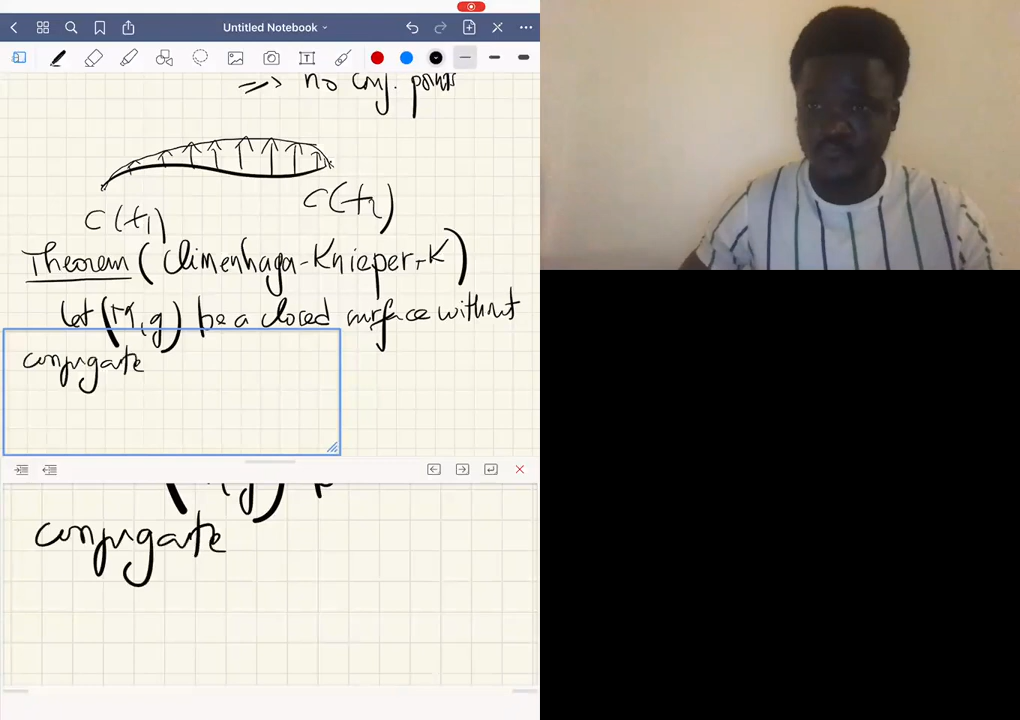 Untitled Notebook
=> no conj. points
C(t1)
C(t2)
Theorem (Climenhaga-Knieper-K)
Let (M, g) be a closed surface without
conjugate
conjugate